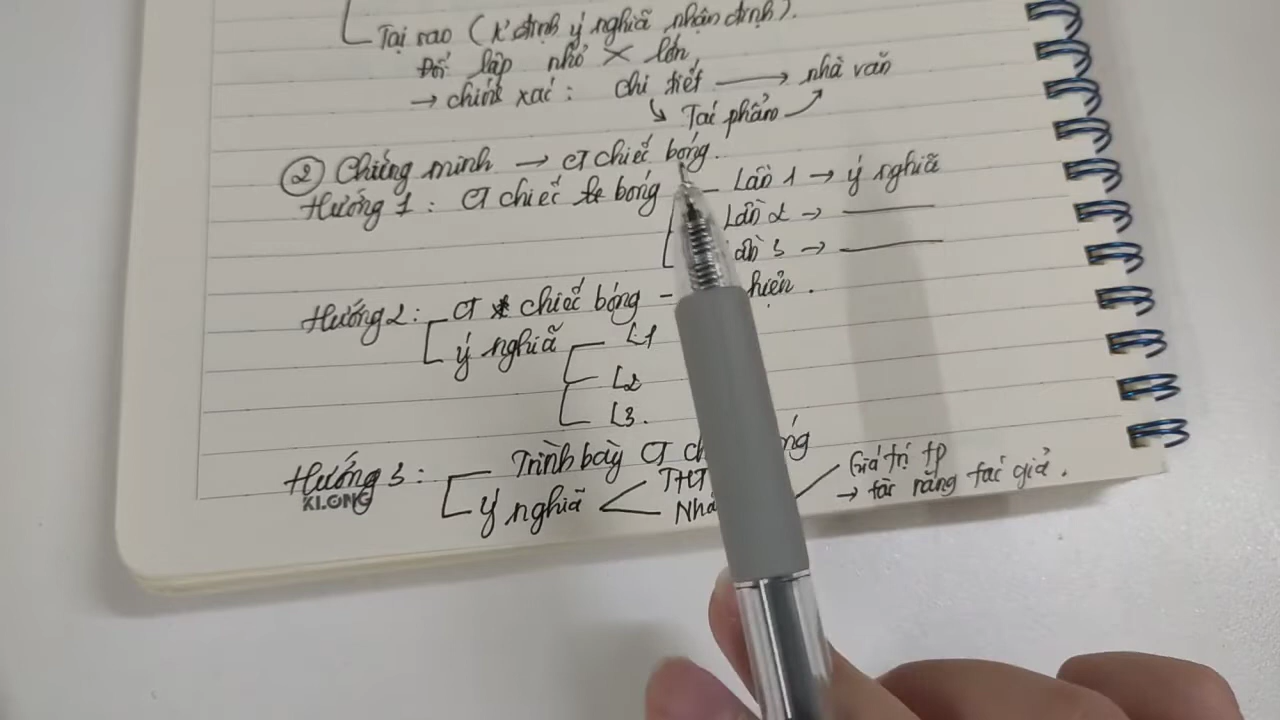 Tại sao (X định ý nghĩa nhận định).
Đối lập nhỏ X lớn
→ chính xác: chi tiết → nhà văn
↳ Tác phẩm
② Chứng minh → CT chiếc bóng.
Hướng 1: CT chiếc bóng - Lần 1 → ý nghĩa
Lần 2 →
3 →
Hướng 2: CT chiếc bóng - hiện.
ý nghĩa L1
L2
L3.
Hướng 3: Trình bày CT
ý nghĩa Giá trị tp
→ tài năng tác giả.
KLONG